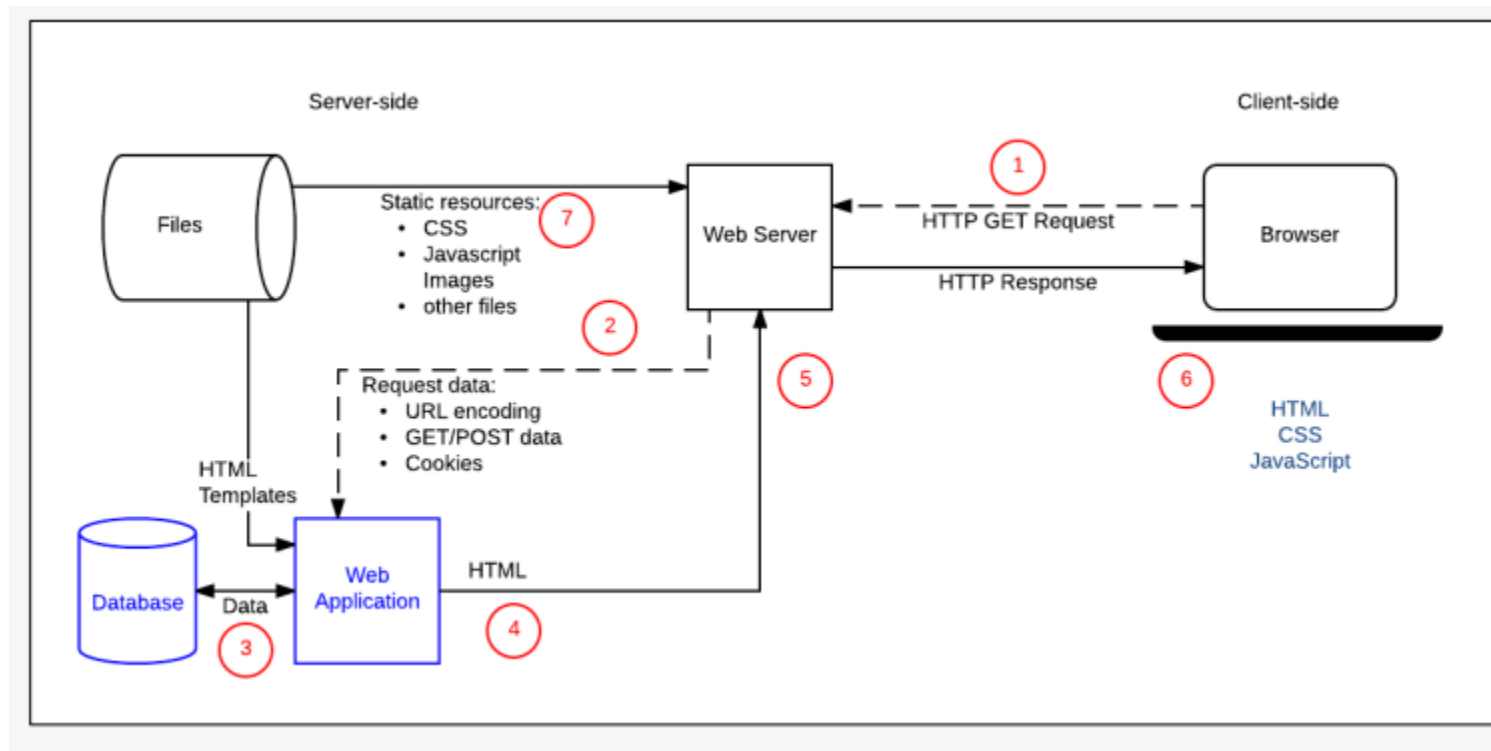 Server-side
Client-side
Files
Static resources:
• CSS
• Javascript
Images
• other files
7
Web Server
1
HTTP GET Request
HTTP Response
Browser
2
Request data:
• URL encoding
• GET/POST data
• Cookies
5
6
HTML
CSS
JavaScript
HTML
Templates
Database
Data
3
Web
Application
HTML
4